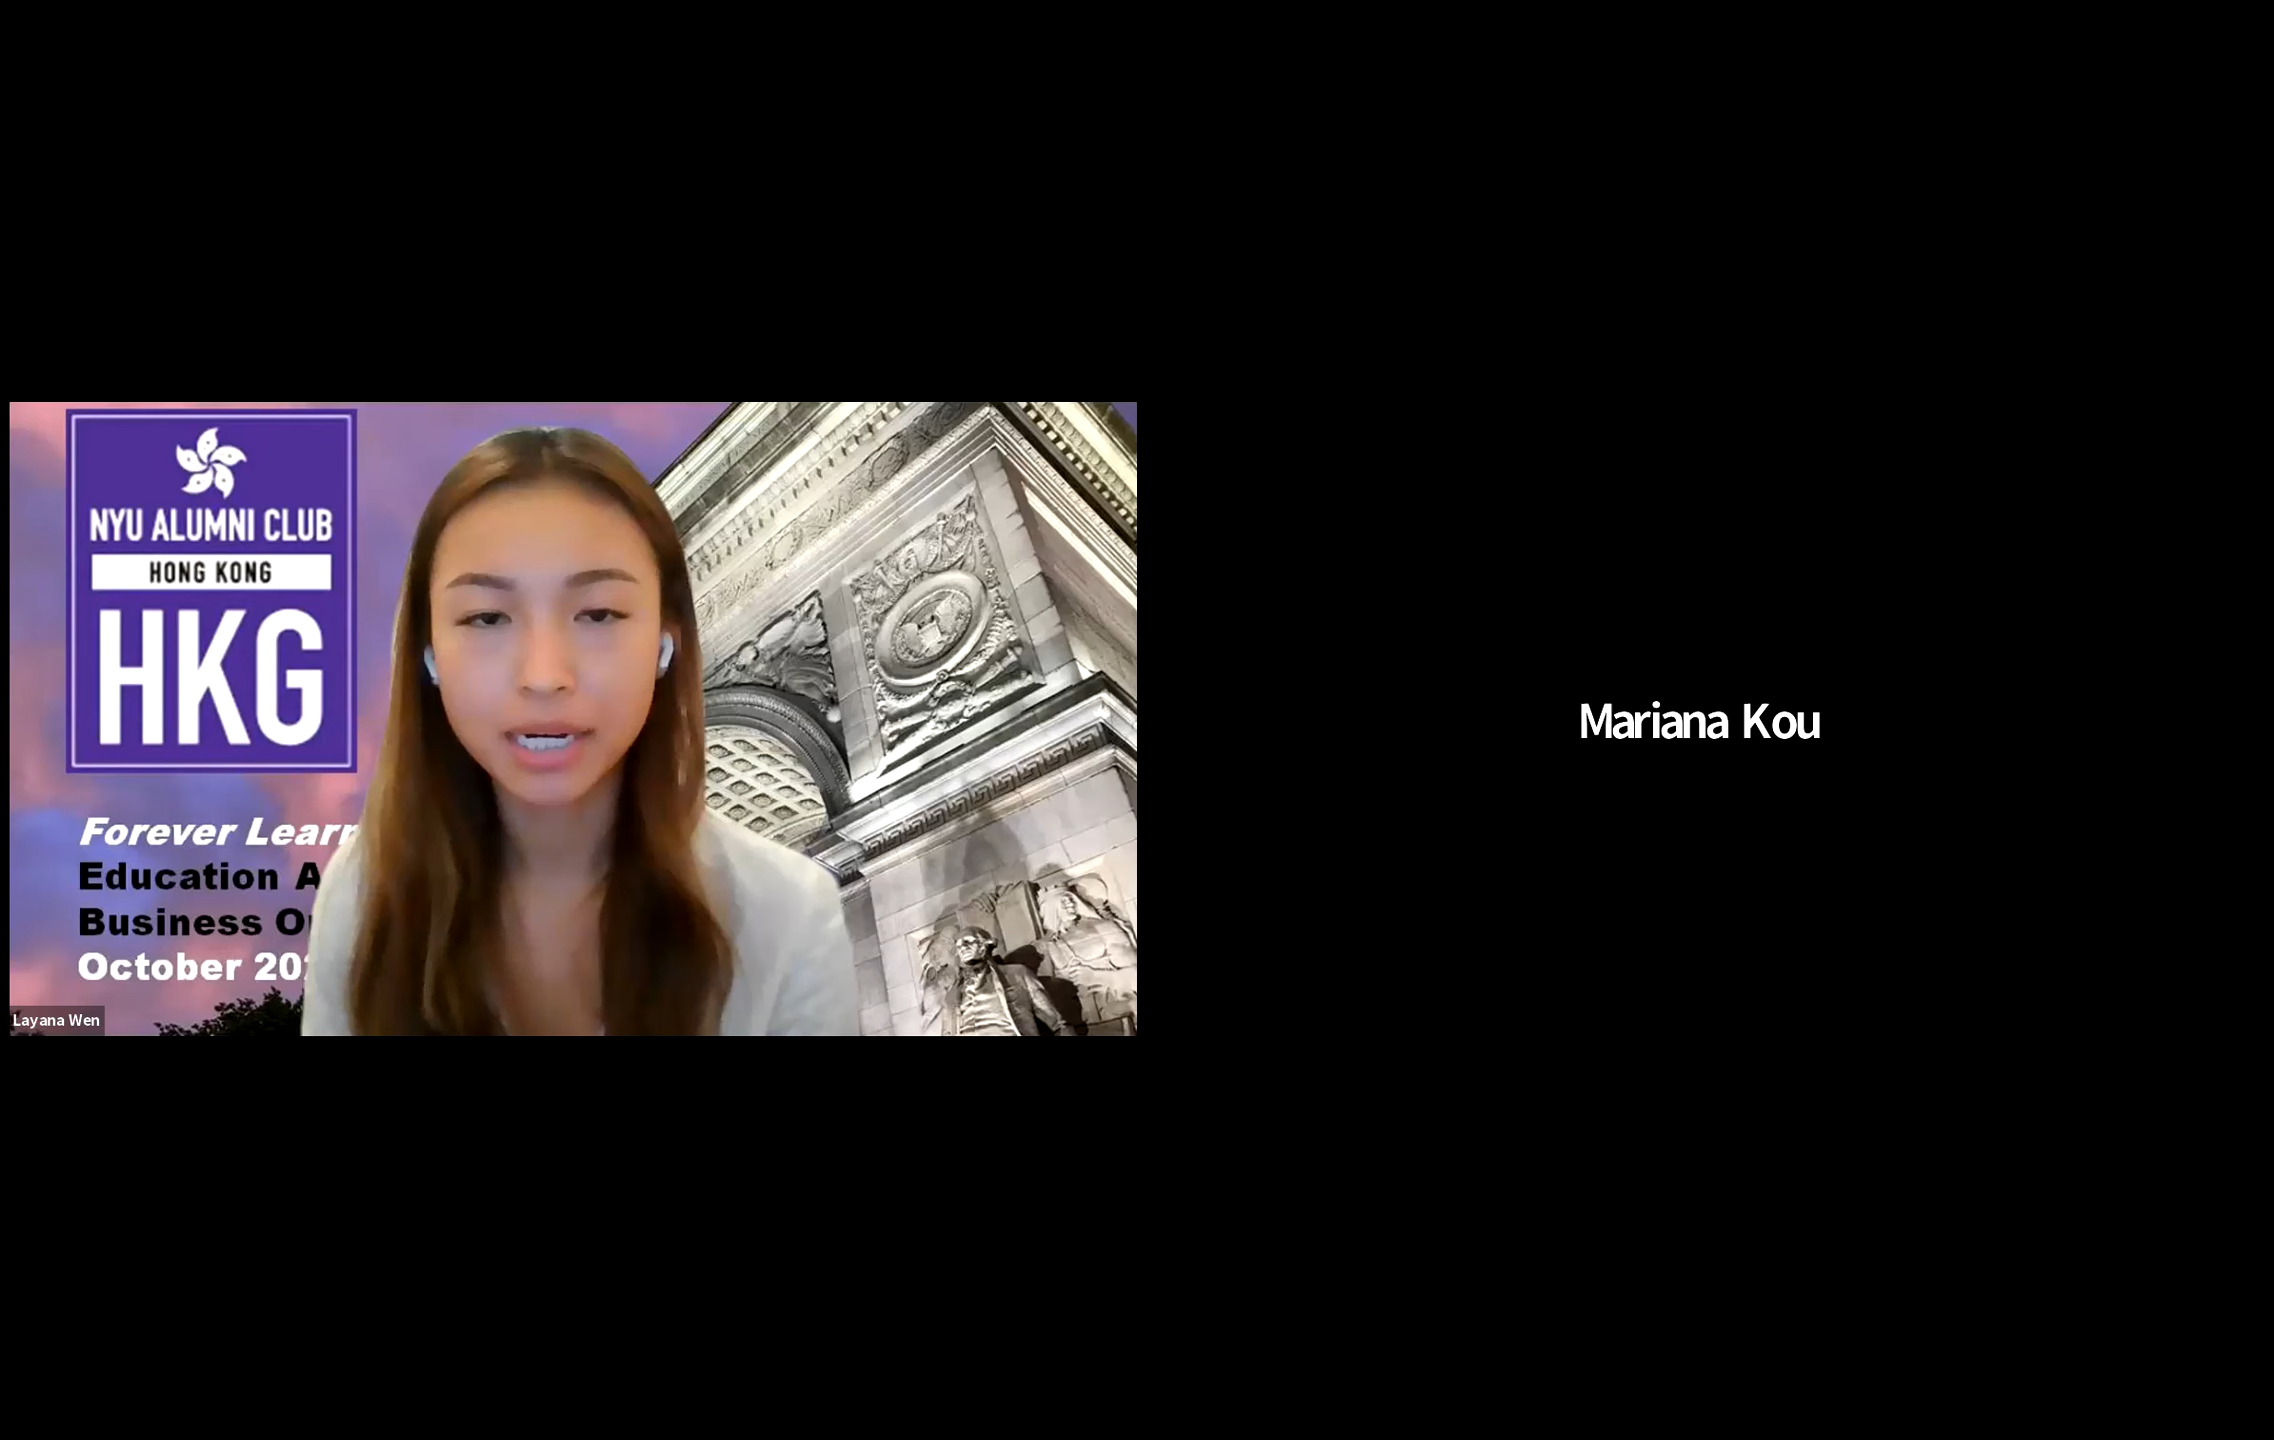 NYU ALUMNI CLUB
HONG KONG
HKG
Forever Learn
Education A
Business O
October 20
Layana Wen
Mariana Kou